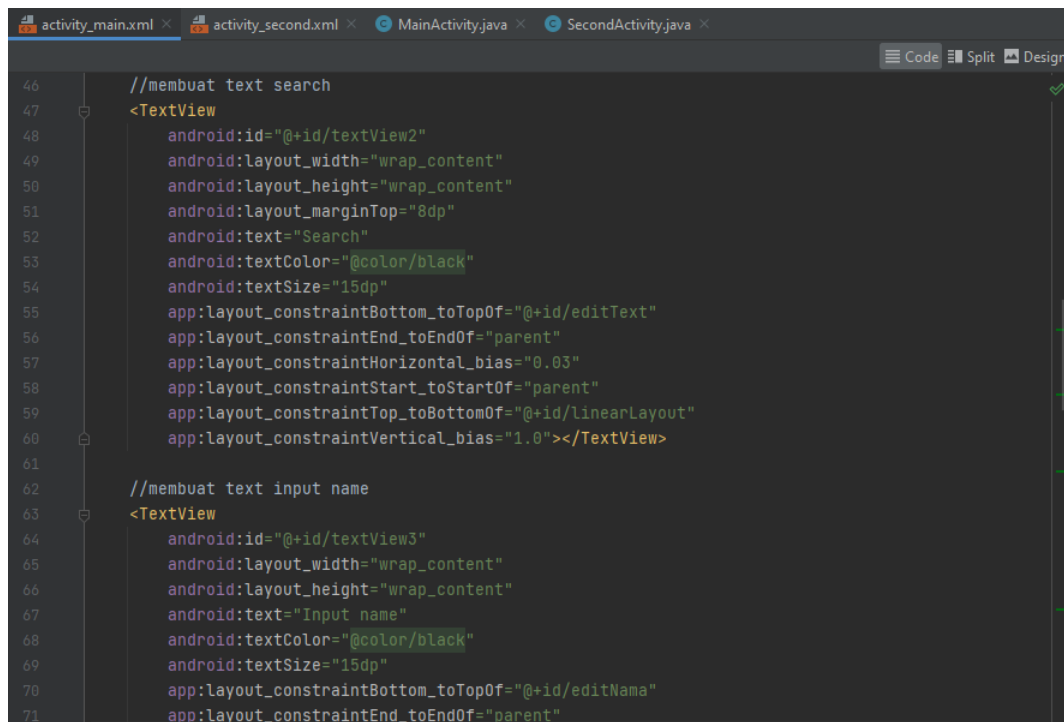 activity_main.xml activity_second.xml MainActivity.java SecondActivity.java
Code Split Design
46 //membuat text search
47 <TextView
48 android:id="@+id/textView2"
49 android:layout_width="wrap_content"
50 android:layout_height="wrap_content"
51 android:layout_marginTop="8dp"
52 android:text="Search"
53 android:textColor="@color/black"
54 android:textSize="15dp"
55 app:layout_constraintBottom_toTopOf="@+id/editText"
56 app:layout_constraintEnd_toEndOf="parent"
57 app:layout_constraintHorizontal_bias="0.03"
58 app:layout_constraintStart_toStartOf="parent"
59 app:layout_constraintTop_toBottomOf="@+id/linearLayout"
60 app:layout_constraintVertical_bias="1.0"></TextView>
61
62 //membuat text input name
63 <TextView
64 android:id="@+id/textView3"
65 android:layout_width="wrap_content"
66 android:layout_height="wrap_content"
67 android:text="Input name"
68 android:textColor="@color/black"
69 android:textSize="15dp"
70 app:layout_constraintBottom_toTopOf="@+id/editNama"
71 app:layout_constraintEnd_toEndOf="parent"